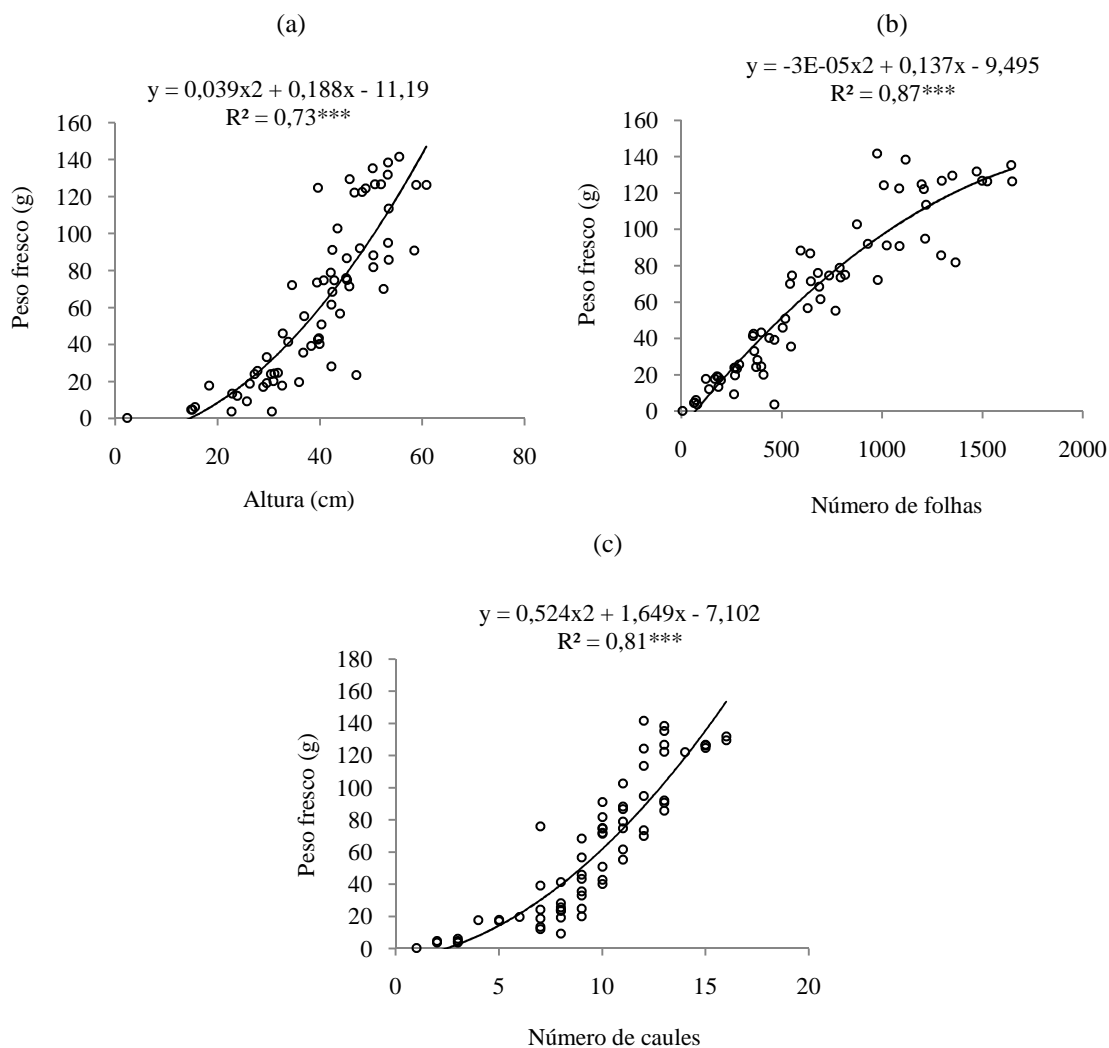 (a)
y = 0,039x2 + 0,188x - 11,19
R² = 0,73***
160
140
120
100
80
60
40
20
0
0 20 40 60 80
Peso fresco (g)
Altura (cm)
(b)
y = -3E-05x2 + 0,137x - 9,495
R² = 0,87***
160
140
120
100
80
60
40
20
0
0 500 1000 1500 2000
Peso fresco (g)
Número de folhas
(c)
y = 0,524x2 + 1,649x - 7,102
R² = 0,81***
180
160
140
120
100
80
60
40
20
0
0 5 10 15 20
Peso fresco (g)
Número de caules